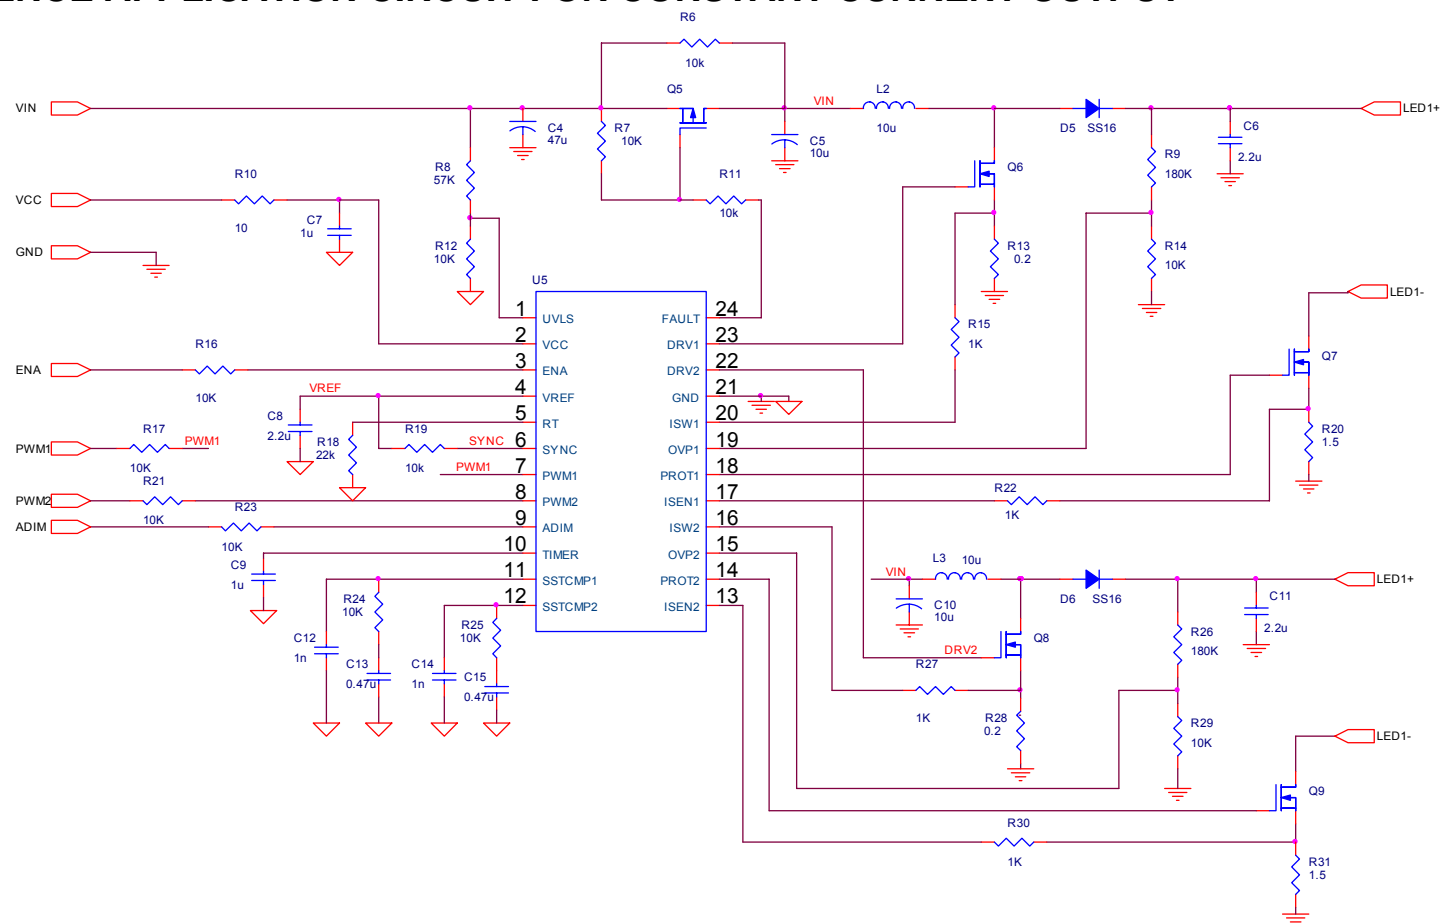 R6
10k
Q5
VIN
VIN
L2
10u
D5 SS16
LED1+
C4
47u
R7
10K
C5
10u
C6
2.2u
R8
57K
R9
180K
Q6
R10
10
VCC
R11
10k
C7
1u
R12
10K
R13
0.2
R14
10K
GND
U5
LED1-
1 UVLS
2 VCC
3 ENA
4 VREF
5 RT
6 SYNC
7 PWM1
8 PWM2
9 ADIM
10 TIMER
11 SSTCMP1
12 SSTCMP2
FAULT 24
DRV1 23
DRV2 22
GND 21
ISW1 20
OVP1 19
PROT1 18
ISEN1 17
ISW2 16
OVP2 15
PROT2 14
ISEN2 13
R15
1K
Q7
R16
10K
ENA
VREF
C8
2.2u
R18
22k
R19
10k
SYNC
R17
10K
PWM1
PWM1
PWM1
R20
1.5
R21
10K
PWM2
R22
1K
R23
10K
ADIM
C9
1u
VIN
L3 10u
D6 SS16
LED1+
C10
10u
C11
2.2u
R24
10K
R25
10K
C12
1n
C13
0.47u
C14
1n
C15
0.47u
Q8
DRV2
R26
180K
R27
1K
R28
0.2
R29
10K
LED1-
Q9
R30
1K
R31
1.5